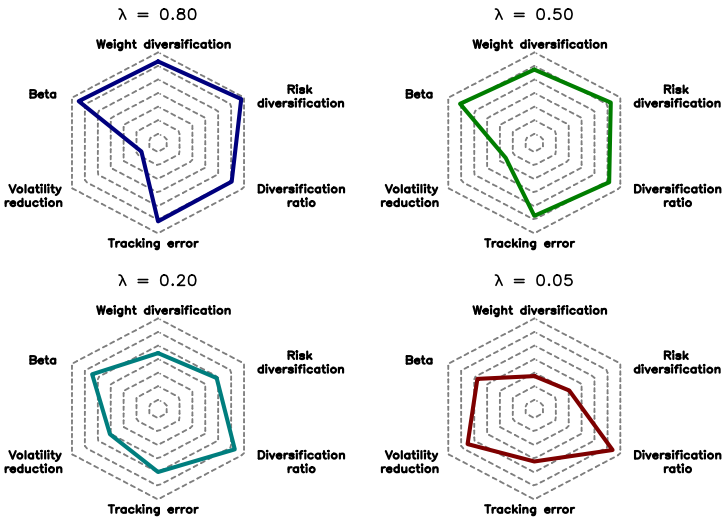 λ = 0.80
Weight diversification
Beta
Risk
diversification
Volatility
reduction
Diversification
ratio
Tracking error
λ = 0.50
Weight diversification
Beta
Risk
diversification
Volatility
reduction
Diversification
ratio
Tracking error
λ = 0.20
Weight diversification
Beta
Risk
diversification
Volatility
reduction
Diversification
ratio
Tracking error
λ = 0.05
Weight diversification
Beta
Risk
diversification
Volatility
reduction
Diversification
ratio
Tracking error